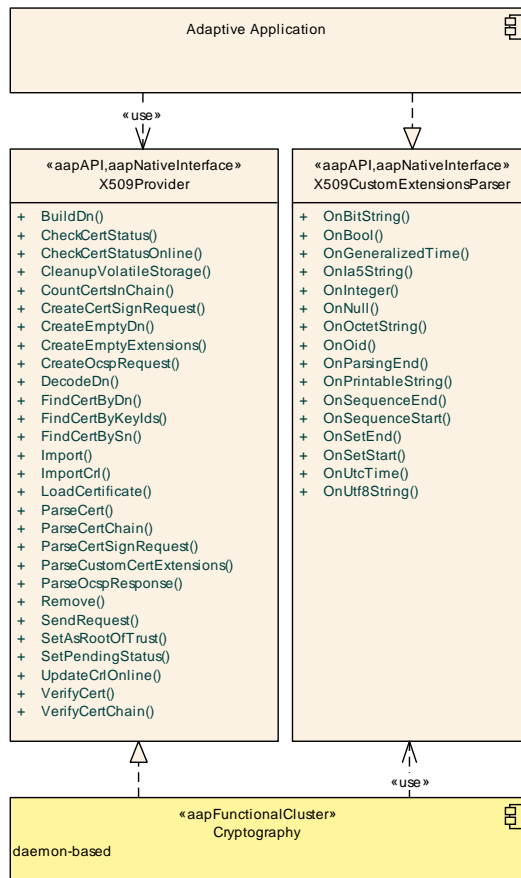 Adaptive Application
«use»
«aapAPI,aapNativeInterface»
X509Provider
+ BuildDn()
+ CheckCertStatus()
+ CheckCertStatusOnline()
+ CleanupVolatileStorage()
+ CountCertsInChain()
+ CreateCertSignRequest()
+ CreateEmptyDn()
+ CreateEmptyExtensions()
+ CreateOcspRequest()
+ DecodeDn()
+ FindCertByDn()
+ FindCertByKeyIds()
+ FindCertBySn()
+ Import()
+ ImportCrl()
+ LoadCertificate()
+ ParseCert()
+ ParseCertChain()
+ ParseCertSignRequest()
+ ParseCustomCertExtensions()
+ ParseOcspResponse()
+ Remove()
+ SendRequest()
+ SetAsRootOfTrust()
+ SetPendingStatus()
+ UpdateCrlOnline()
+ VerifyCert()
+ VerifyCertChain()
«aapAPI,aapNativeInterface»
X509CustomExtensionsParser
+ OnBitString()
+ OnBool()
+ OnGeneralizedTime()
+ OnIa5String()
+ OnInteger()
+ OnNull()
+ OnOctetString()
+ OnOid()
+ OnParsingEnd()
+ OnPrintableString()
+ OnSequenceEnd()
+ OnSequenceStart()
+ OnSetEnd()
+ OnSetStart()
+ OnUtcTime()
+ OnUtf8String()
«use»
«aapFunctionalCluster»
Cryptography
daemon-based